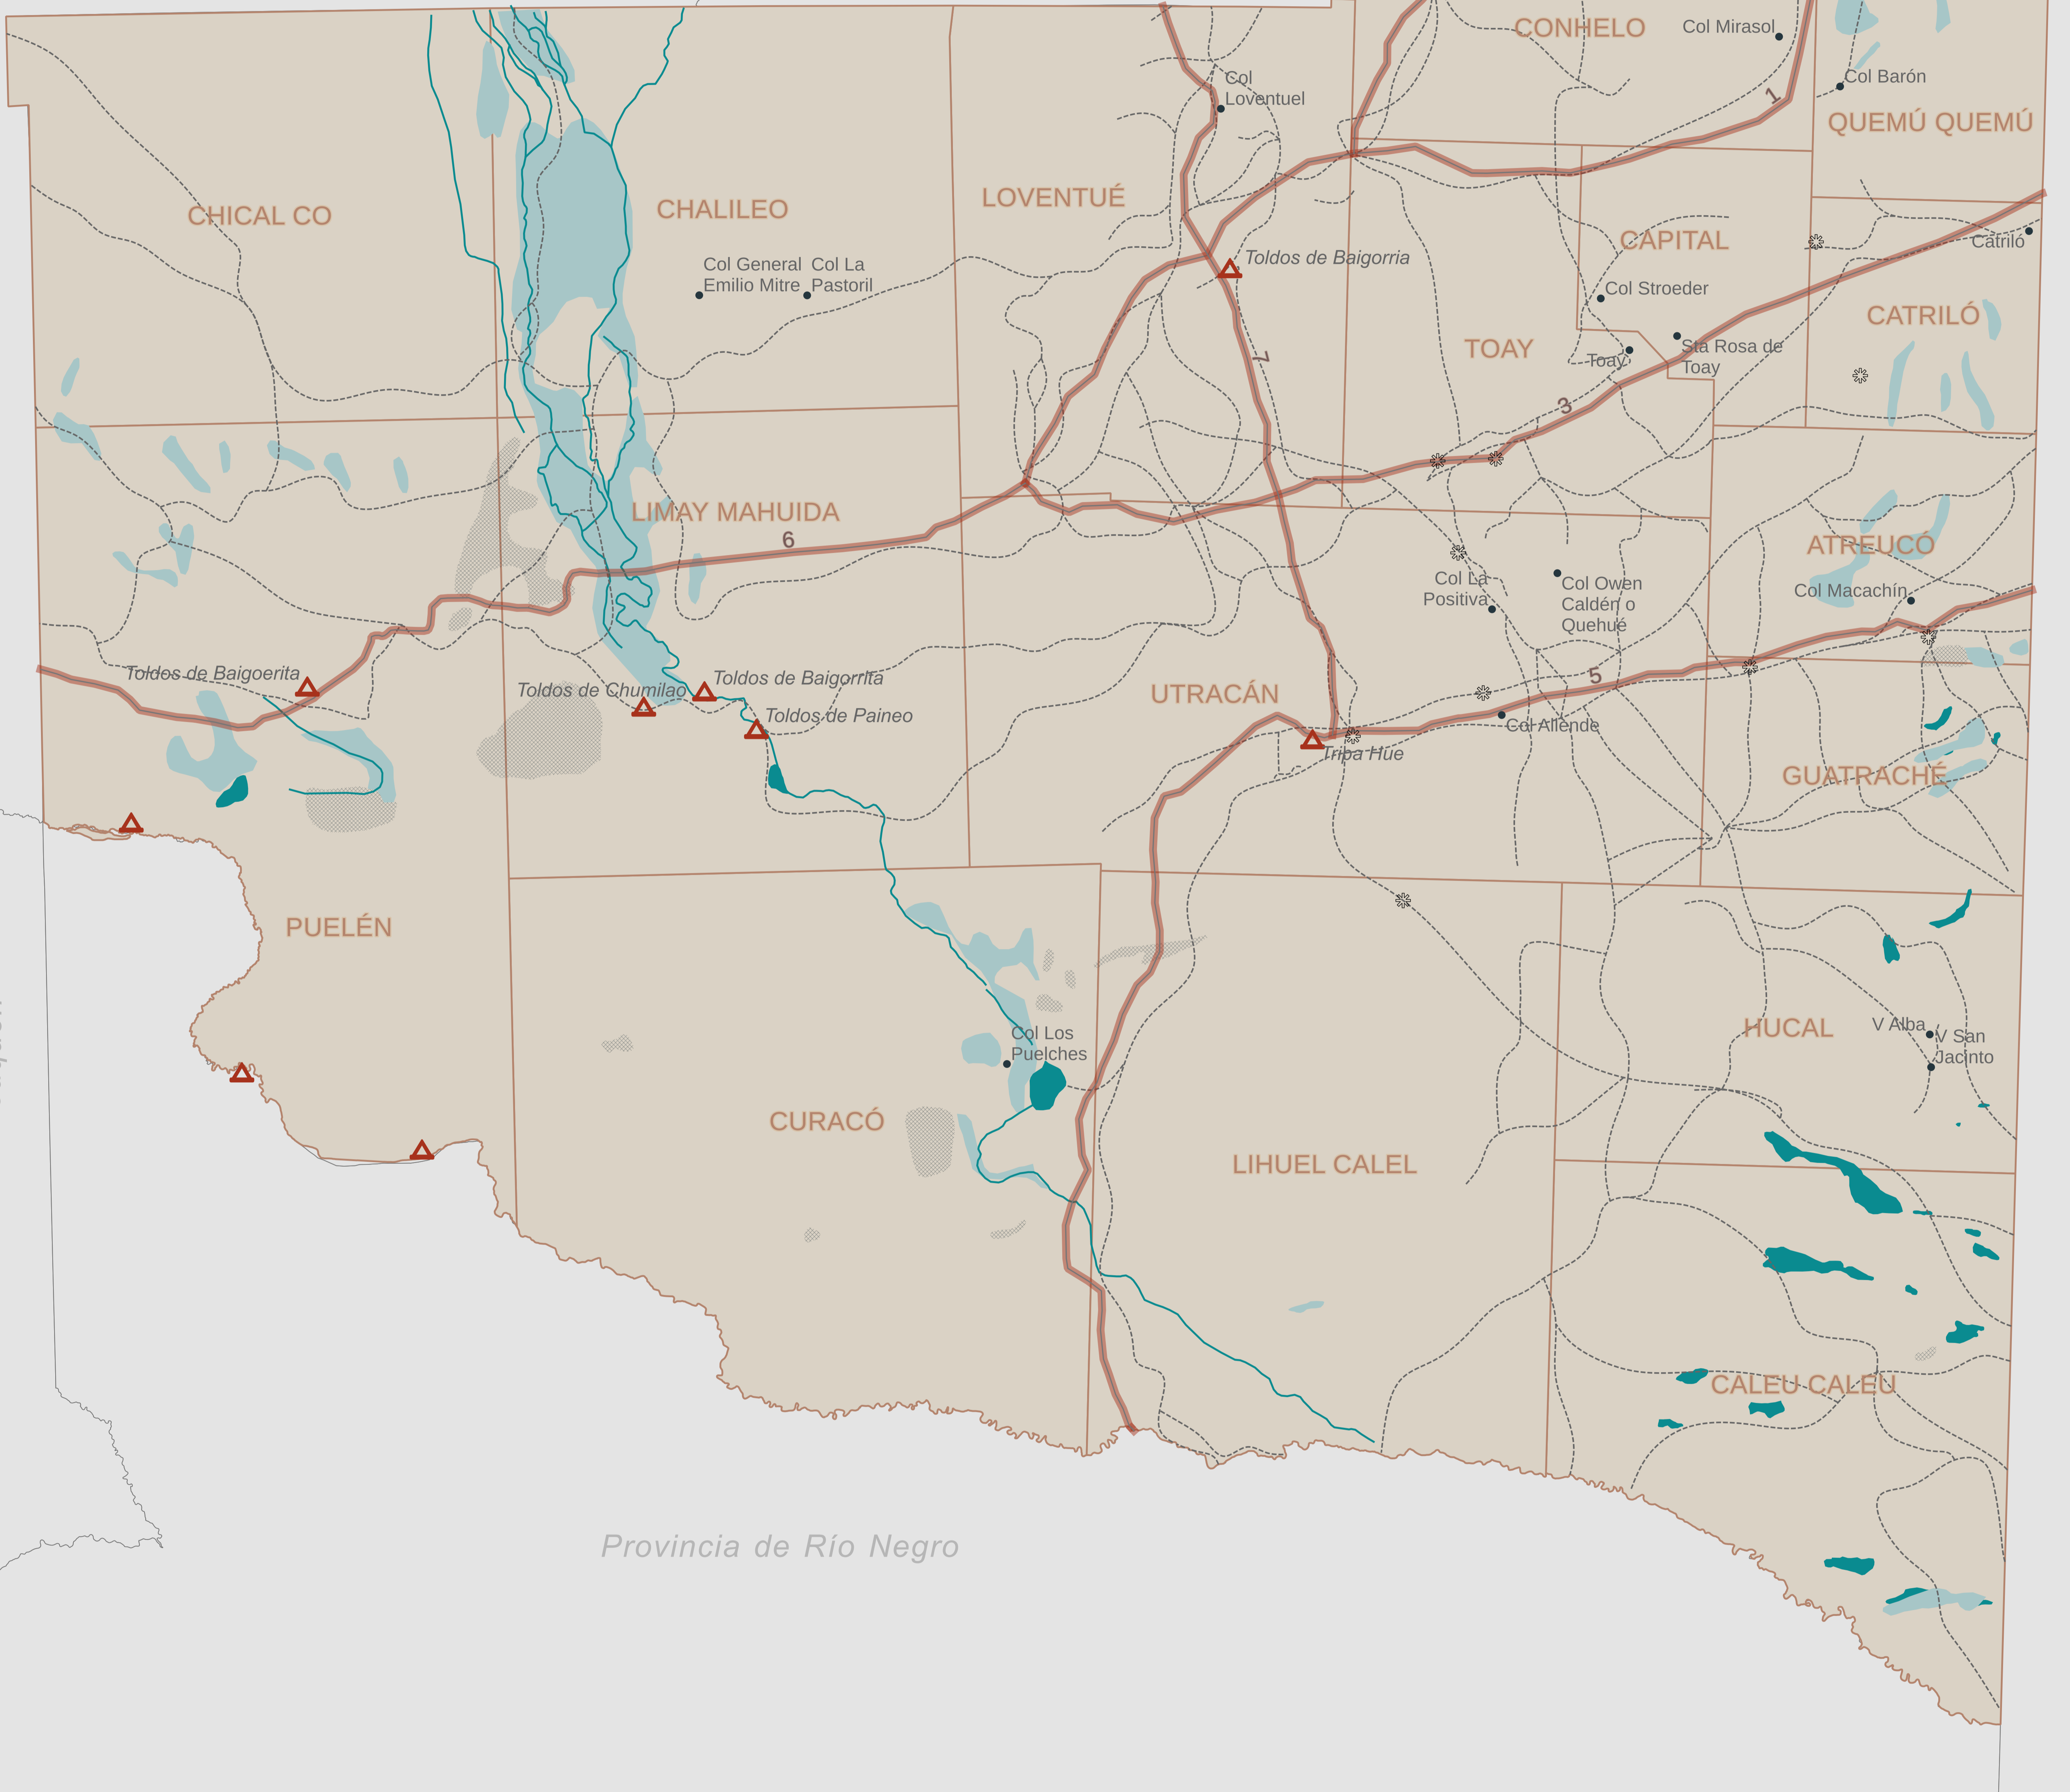 CONHELO
Col Mirasol
Col Barón
1
QUEMÚ QUEMÚ
Col
Loventuel
CHICAL CO
CHALILEO
LOVENTUÉ
CAPITAL
Catriló
Toldos de Baigorria
Col General
Emilio Mitre
Col La
Pastoril
Col Stroeder
CATRILÓ
TOAY
7
Toay
Sta Rosa de
Toay
3
LIMAY MAHUIDA
6
ATREUCÓ
Col La
Positiva
Col Owen
Caldén o
Quehué
Col Macachín
Toldos de Baigoerita
Toldos de Chumilao
Toldos de Baigorrita
Toldos de Paineo
UTRACÁN
5
Col Allende
Tripa Hue
GUATRACHÉ
PUELÉN
Col Los
Puelches
HUCAL
V Alba
V San
Jacinto
CURACÓ
LIHUEL CALEL
CALEU CALEU
Provincia de Río Negro